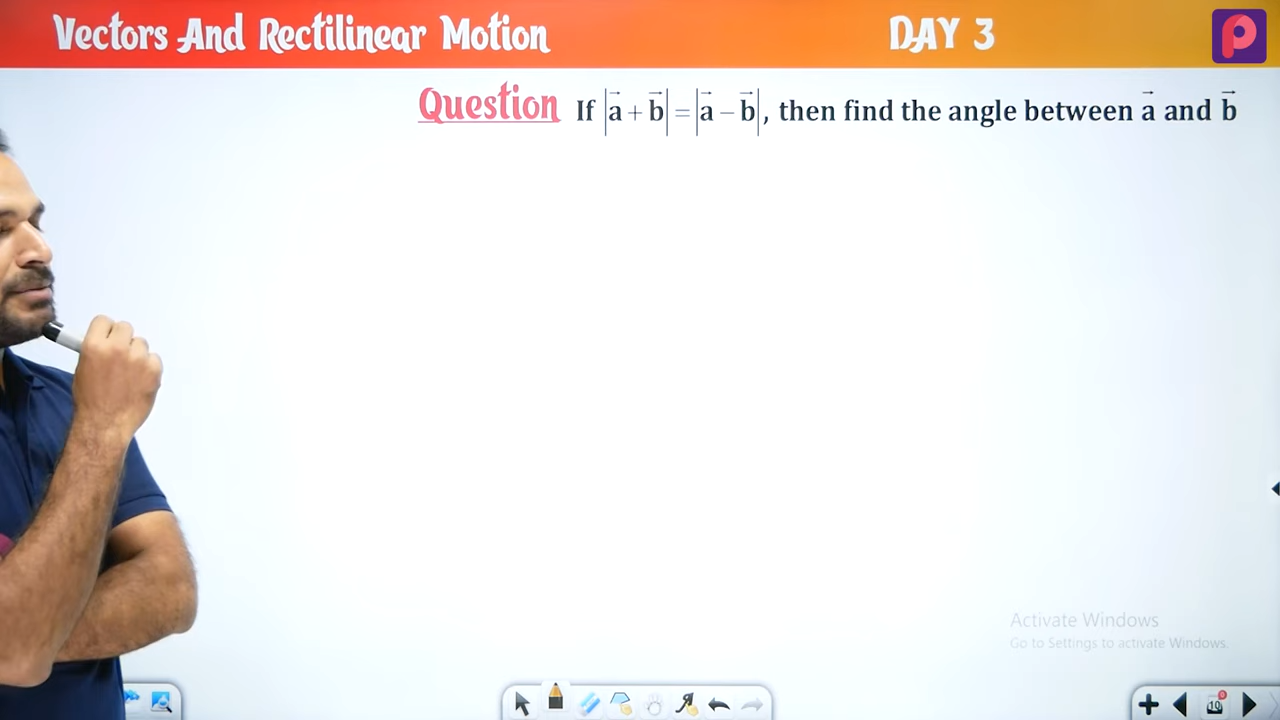 Vectors And Rectilinear Motion DAY 3
Question If |a⃗ + b⃗| = |a⃗ − b⃗|, then find the angle between a⃗ and b⃗
Activate Windows
Go to Settings to activate Windows.
10